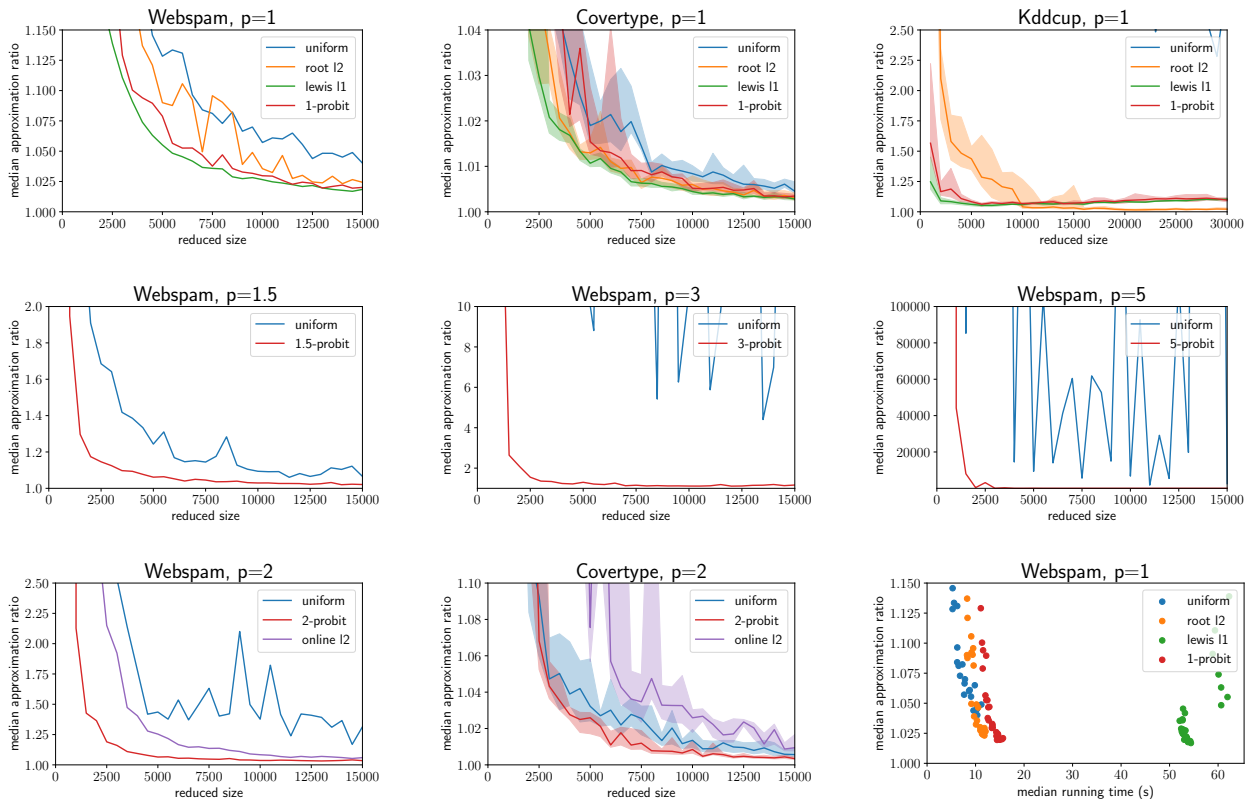 Webspam, p=1
median approximation ratio
1.150
1.125
1.100
1.075
1.050
1.025
1.000
uniform
root l2
lewis l1
1-probit
2500 5000 7500 10000 12500 15000
reduced size
Covertype, p=1
median approximation ratio
1.04
1.03
1.02
1.01
1.00
uniform
root l2
lewis l1
1-probit
0 2500 5000 7500 10000 12500 15000
reduced size
Kddcup, p=1
median approximation ratio
2.50
2.25
2.00
1.75
1.50
1.25
1.00
uniform
root l2
lewis l1
1-probit
0 5000 10000 15000 20000 25000 30000
reduced size
Webspam, p=1.5
median approximation ratio
2.0
1.8
1.6
1.4
1.2
1.0
uniform
1.5-probit
0 2500 5000 7500 10000 12500 15000
reduced size
Webspam, p=3
median approximation ratio
10
8
6
4
2
uniform
3-probit
0 2500 5000 7500 10000 12500 15000
reduced size
Webspam, p=5
median approximation ratio
100000
80000
60000
40000
20000
uniform
5-probit
0 2500 5000 7500 10000 12500 15000
reduced size
Webspam, p=2
median approximation ratio
2.50
2.25
2.00
1.75
1.50
1.25
1.00
uniform
2-probit
online l2
0 2500 5000 7500 10000 12500 15000
reduced size
Covertype, p=2
median approximation ratio
1.10
1.08
1.06
1.04
1.02
1.00
uniform
2-probit
online l2
0 2500 5000 7500 10000 12500 15000
reduced size
Webspam, p=1
median approximation ratio
1.150
1.125
1.100
1.075
1.050
1.025
1.000
uniform
root l2
lewis l1
1-probit
0 10 20 30 40 50 60
median running time (s)